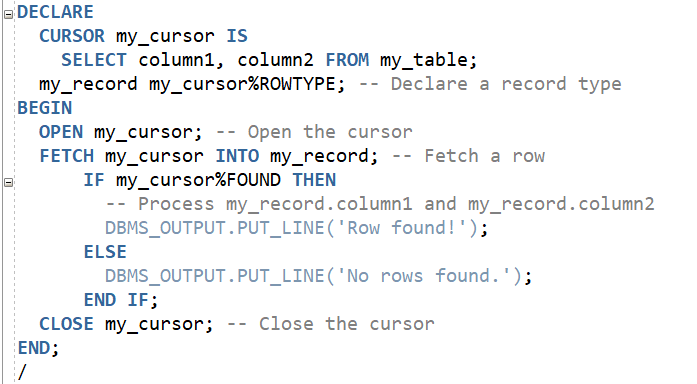 DECLARE
  CURSOR my_cursor IS
    SELECT column1, column2 FROM my_table;
  my_record my_cursor%ROWTYPE; -- Declare a record type
BEGIN
  OPEN my_cursor; -- Open the cursor
  FETCH my_cursor INTO my_record; -- Fetch a row
      IF my_cursor%FOUND THEN
        -- Process my_record.column1 and my_record.column2
        DBMS_OUTPUT.PUT_LINE('Row found!');
      ELSE
        DBMS_OUTPUT.PUT_LINE('No rows found.');
      END IF;
  CLOSE my_cursor; -- Close the cursor
END;
/